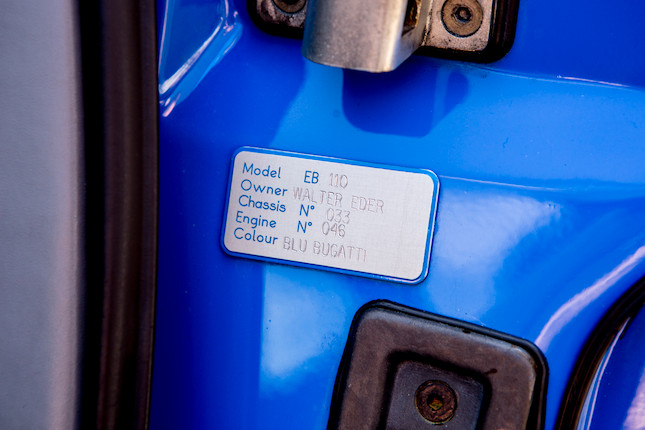 Model EB 110
Owner WALTER EDER
Chassis N° 033
Engine N° 046
Colour BLU BUGATTI